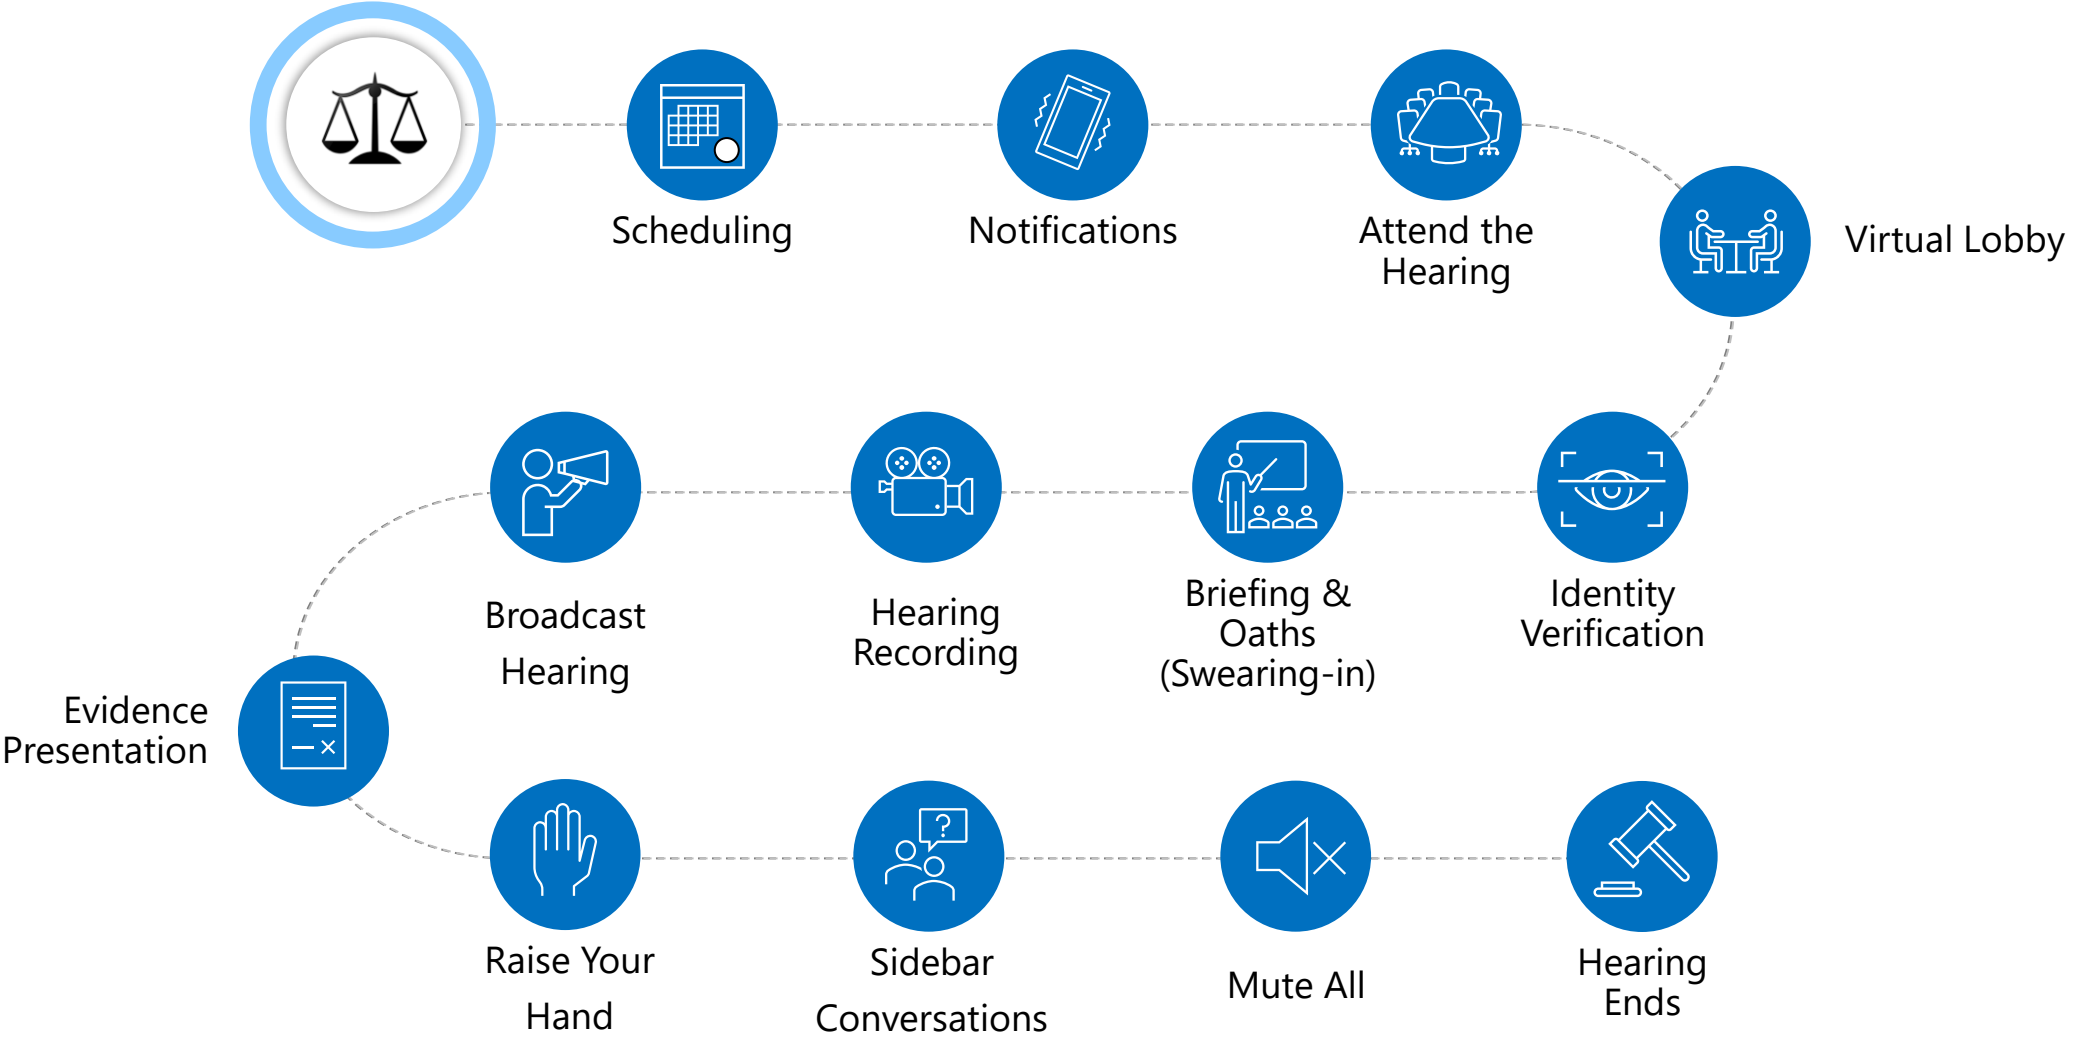 Scheduling
Notifications
Attend the
Hearing
Virtual Lobby
Identity
Verification
Briefing &
Oaths
(Swearing-in)
Hearing
Recording
Broadcast
Hearing
Evidence
Presentation
Raise Your
Hand
?
Sidebar
Conversations
Mute All
Hearing
Ends